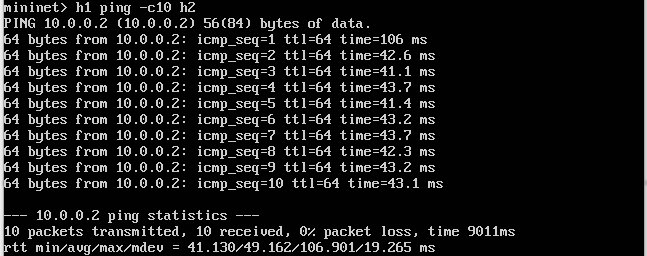 mininet> h1 ping -c10 h2
PING 10.0.0.2 (10.0.0.2) 56(84) bytes of data.
64 bytes from 10.0.0.2: icmp_seq=1 ttl=64 time=106 ms
64 bytes from 10.0.0.2: icmp_seq=2 ttl=64 time=42.6 ms
64 bytes from 10.0.0.2: icmp_seq=3 ttl=64 time=41.1 ms
64 bytes from 10.0.0.2: icmp_seq=4 ttl=64 time=43.7 ms
64 bytes from 10.0.0.2: icmp_seq=5 ttl=64 time=41.4 ms
64 bytes from 10.0.0.2: icmp_seq=6 ttl=64 time=43.2 ms
64 bytes from 10.0.0.2: icmp_seq=7 ttl=64 time=43.7 ms
64 bytes from 10.0.0.2: icmp_seq=8 ttl=64 time=42.3 ms
64 bytes from 10.0.0.2: icmp_seq=9 ttl=64 time=43.2 ms
64 bytes from 10.0.0.2: icmp_seq=10 ttl=64 time=43.1 ms
--- 10.0.0.2 ping statistics ---
10 packets transmitted, 10 received, 0% packet loss, time 9011ms
rtt min/avg/max/mdev = 41.130/49.162/106.901/19.265 ms